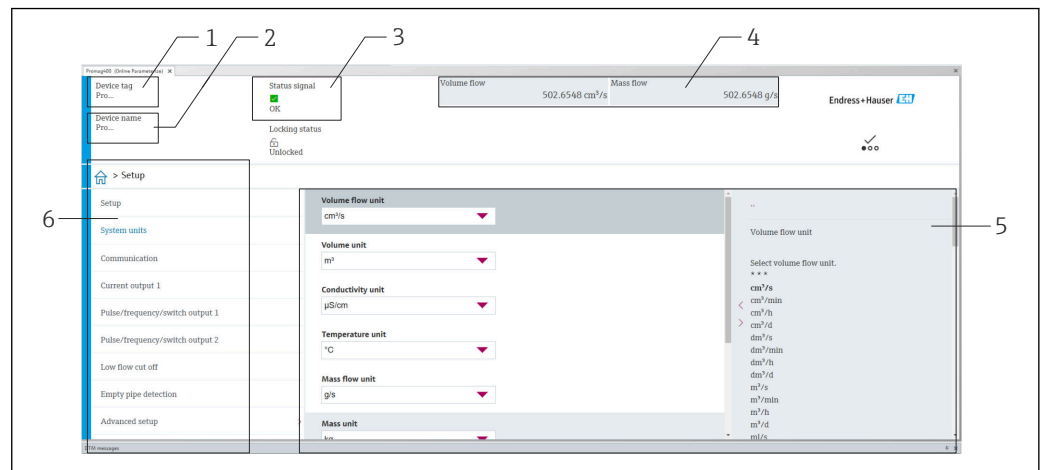 1
2
3
4
Promag400 (Online Parameterize) x
Device tag
Pro...
Device name
Pro...
Status signal
OK
Locking status
Unlocked
Volume flow
502.6548 cm³/s
Mass flow
502.6548 g/s
Endress+Hauser EH
> Setup
6
5
Setup
System units
Communication
Current output 1
Pulse/frequency/switch output 1
Pulse/frequency/switch output 2
Low flow cut off
Empty pipe detection
Advanced setup >
Volume flow unit
cm³/s
Volume unit
m³
Conductivity unit
µS/cm
Temperature unit
°C
Mass flow unit
g/s
Mass unit
kg
..
Volume flow unit
Select volume flow unit.
* * *
cm³/s
cm³/min
cm³/h
cm³/d
dm³/s
dm³/min
dm³/h
dm³/d
m³/s
m³/min
m³/h
m³/d
ml/s
DTM messages